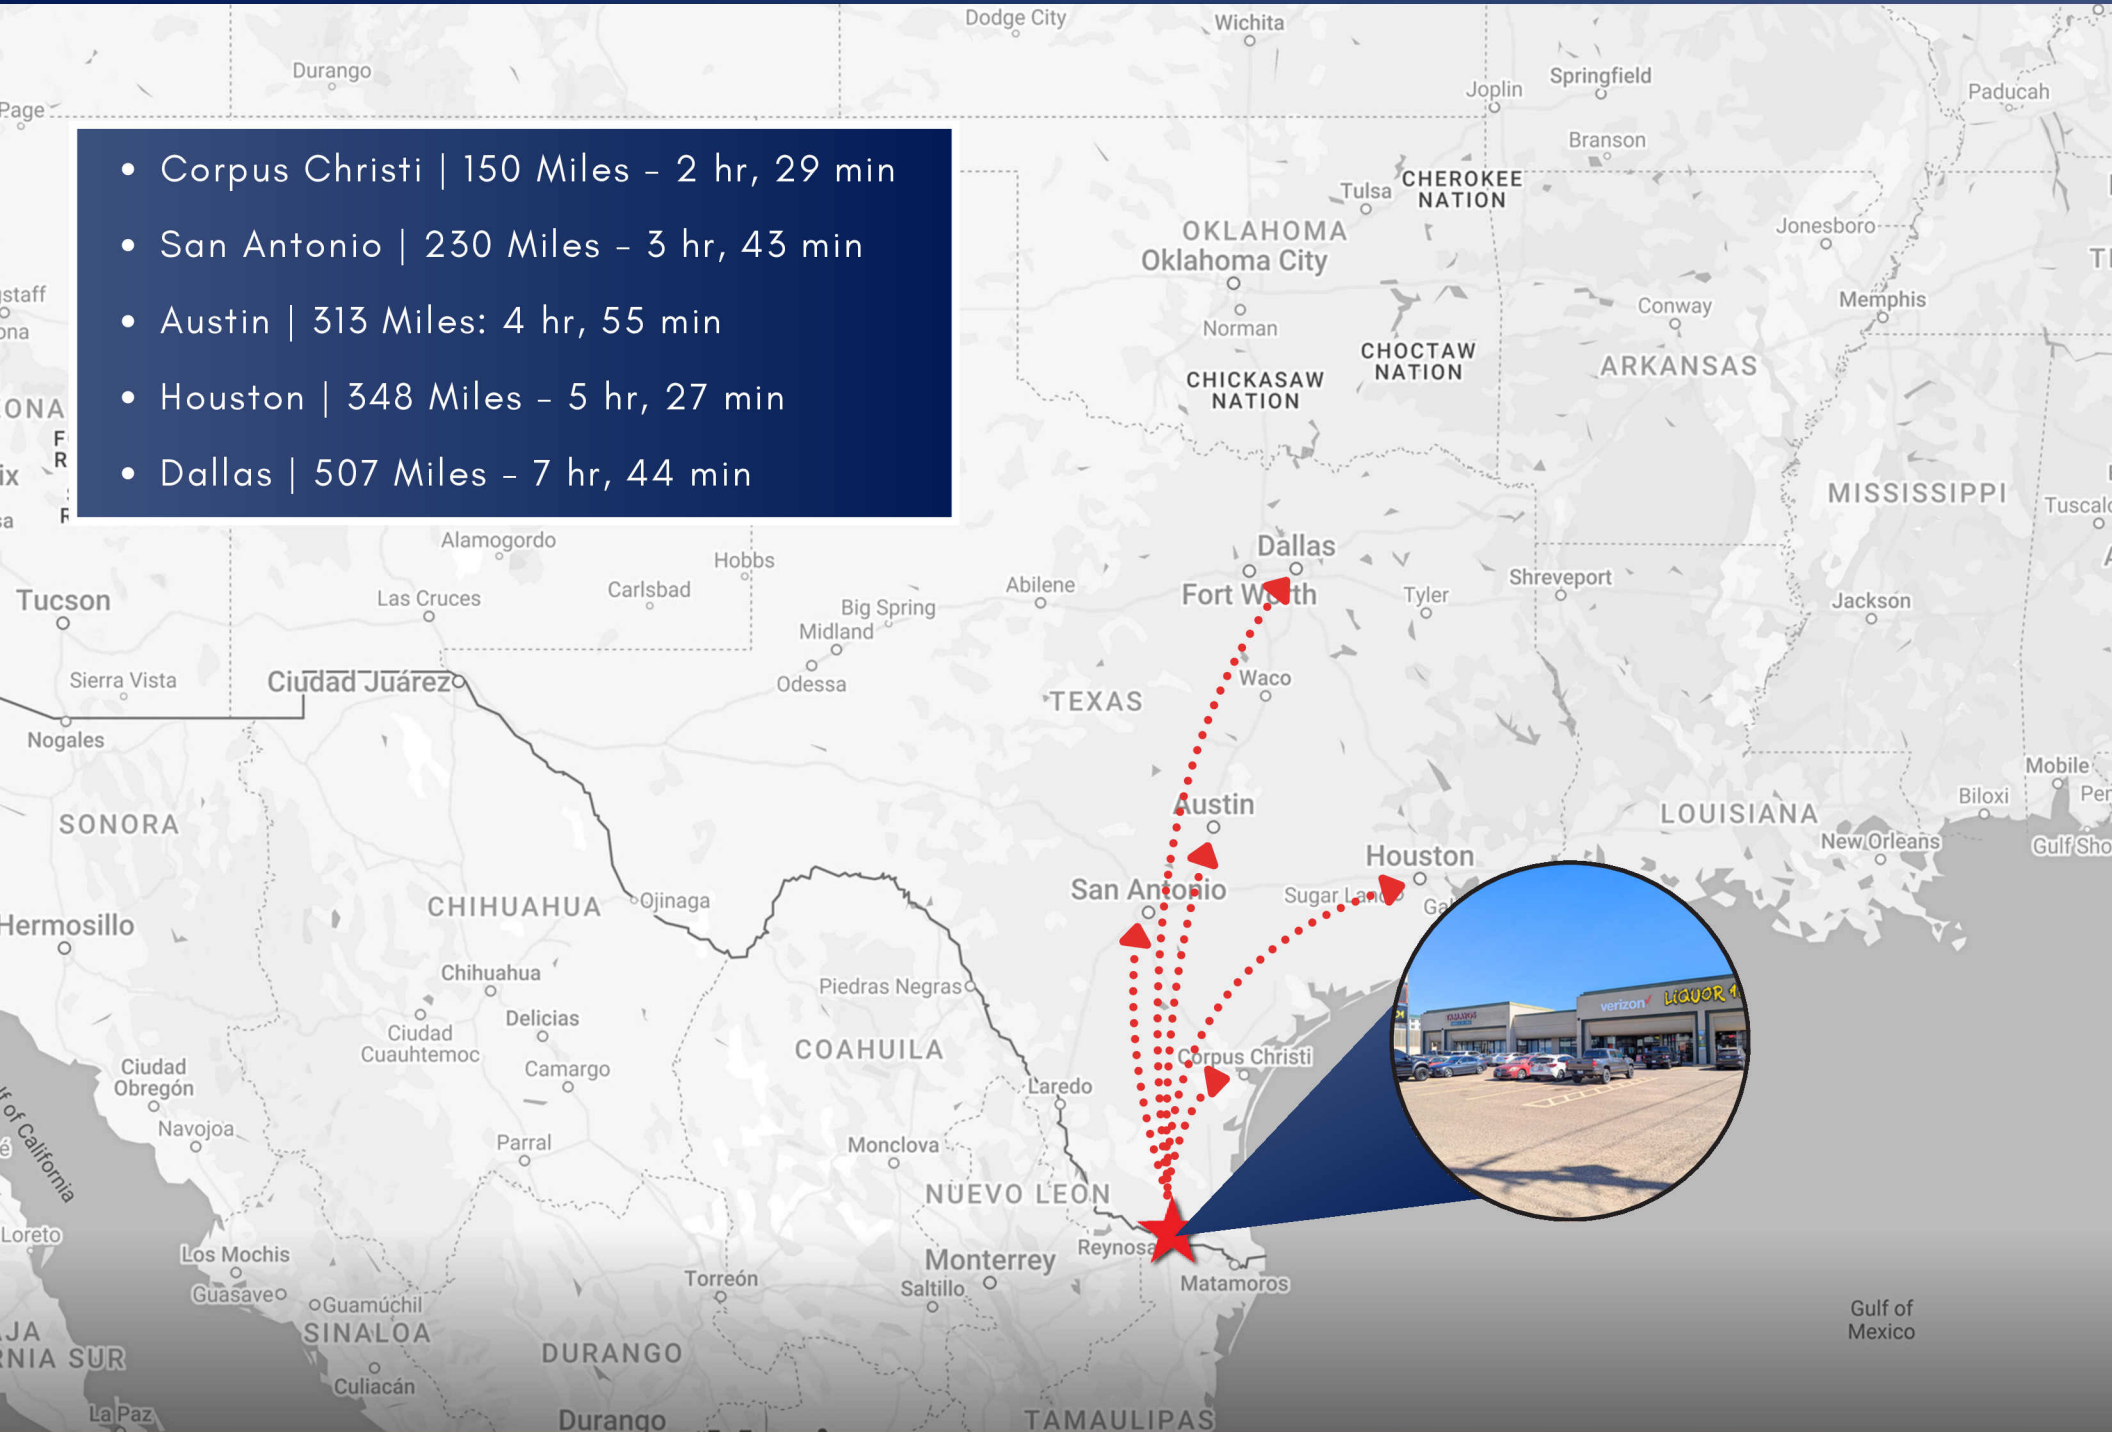 Dodge City
Wichita
Durango
Springfield
Joplin
Paducah
Page
Branson
• Corpus Christi | 150 Miles – 2 hr, 29 min
• San Antonio | 230 Miles – 3 hr, 43 min
• Austin | 313 Miles: 4 hr, 55 min
• Houston | 348 Miles – 5 hr, 27 min
• Dallas | 507 Miles – 7 hr, 44 min
Tulsa
CHEROKEE
NATION
Jonesboro
OKLAHOMA
Oklahoma City
Memphis
Conway
Norman
CHOCTAW
NATION
ARKANSAS
CHICKASAW
NATION
MISSISSIPPI
Alamogordo
Hobbs
Dallas
Fort Worth
Tucson
Las Cruces
Carlsbad
Big Spring
Abilene
Tyler
Shreveport
Jackson
Midland
Sierra Vista
Ciudad Juárez
Odessa
Waco
TEXAS
Nogales
Mobile
Biloxi
SONORA
Austin
LOUISIANA
New Orleans
Gulf Sho
Houston
San Antonio
Sugar Land
CHIHUAHUA
Ojinaga
Hermosillo
Chihuahua
Piedras Negras
verizon
LIQUOR
Delicias
Ciudad
Cuauhtemoc
COAHUILA
Corpus Christi
Ciudad
Obregón
Camargo
Laredo
Navojoa
Parral
Monclova
f of California
NUEVO LEON
Loreto
Los Mochis
Reynosa
Monterrey
Torreón
Saltillo
Matamoros
Guasave
Guamúchil
SINALOA
Gulf of
Mexico
DURANGO
Culiacán
La Paz
Durango
TAMAULIPAS